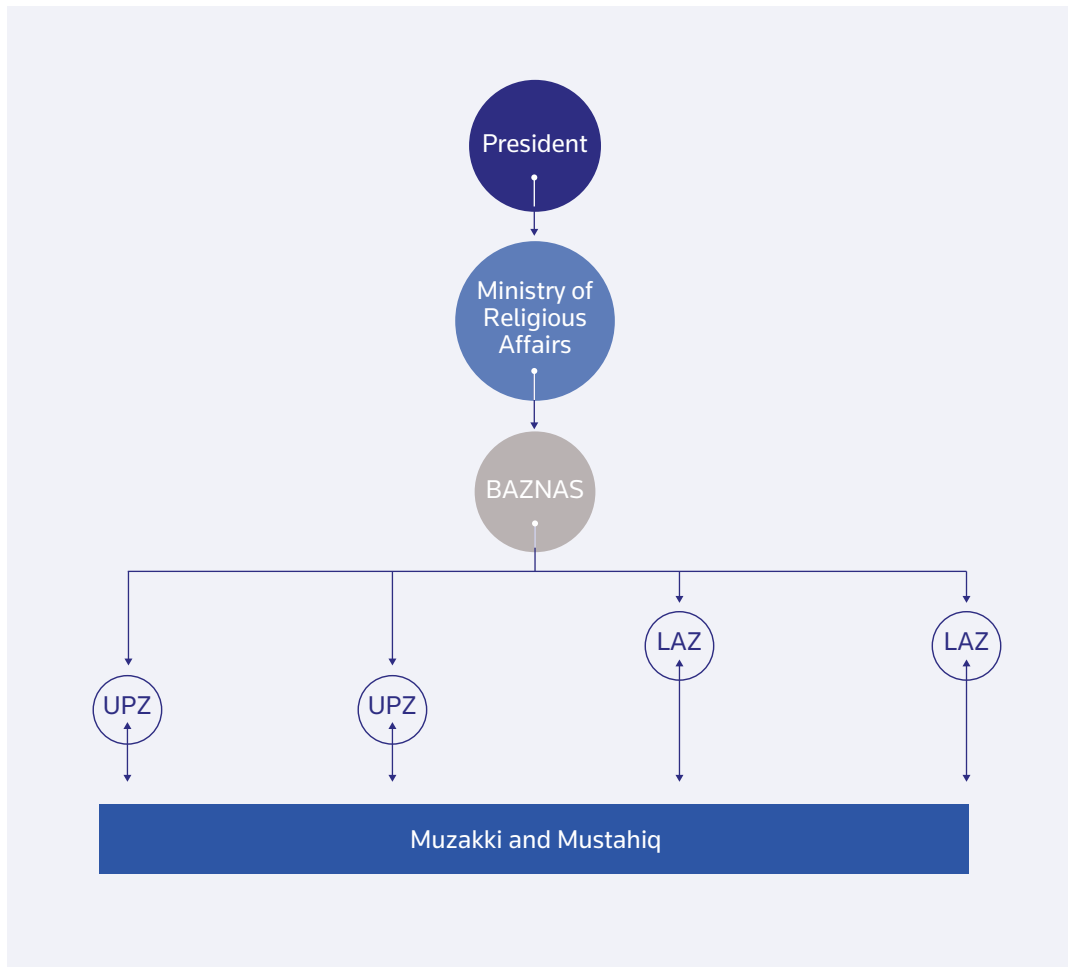 President
Ministry of
Religious
Affairs
BAZNAS
LAZ
LAZ
UPZ
UPZ
Muzakki and Mustahiq